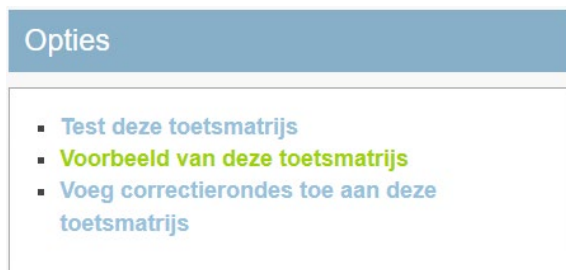 Opties
Test deze toetsmatrijs
Voorbeeld van deze toetsmatrijs
Voeg correctierondes toe aan deze
toetsmatrijs